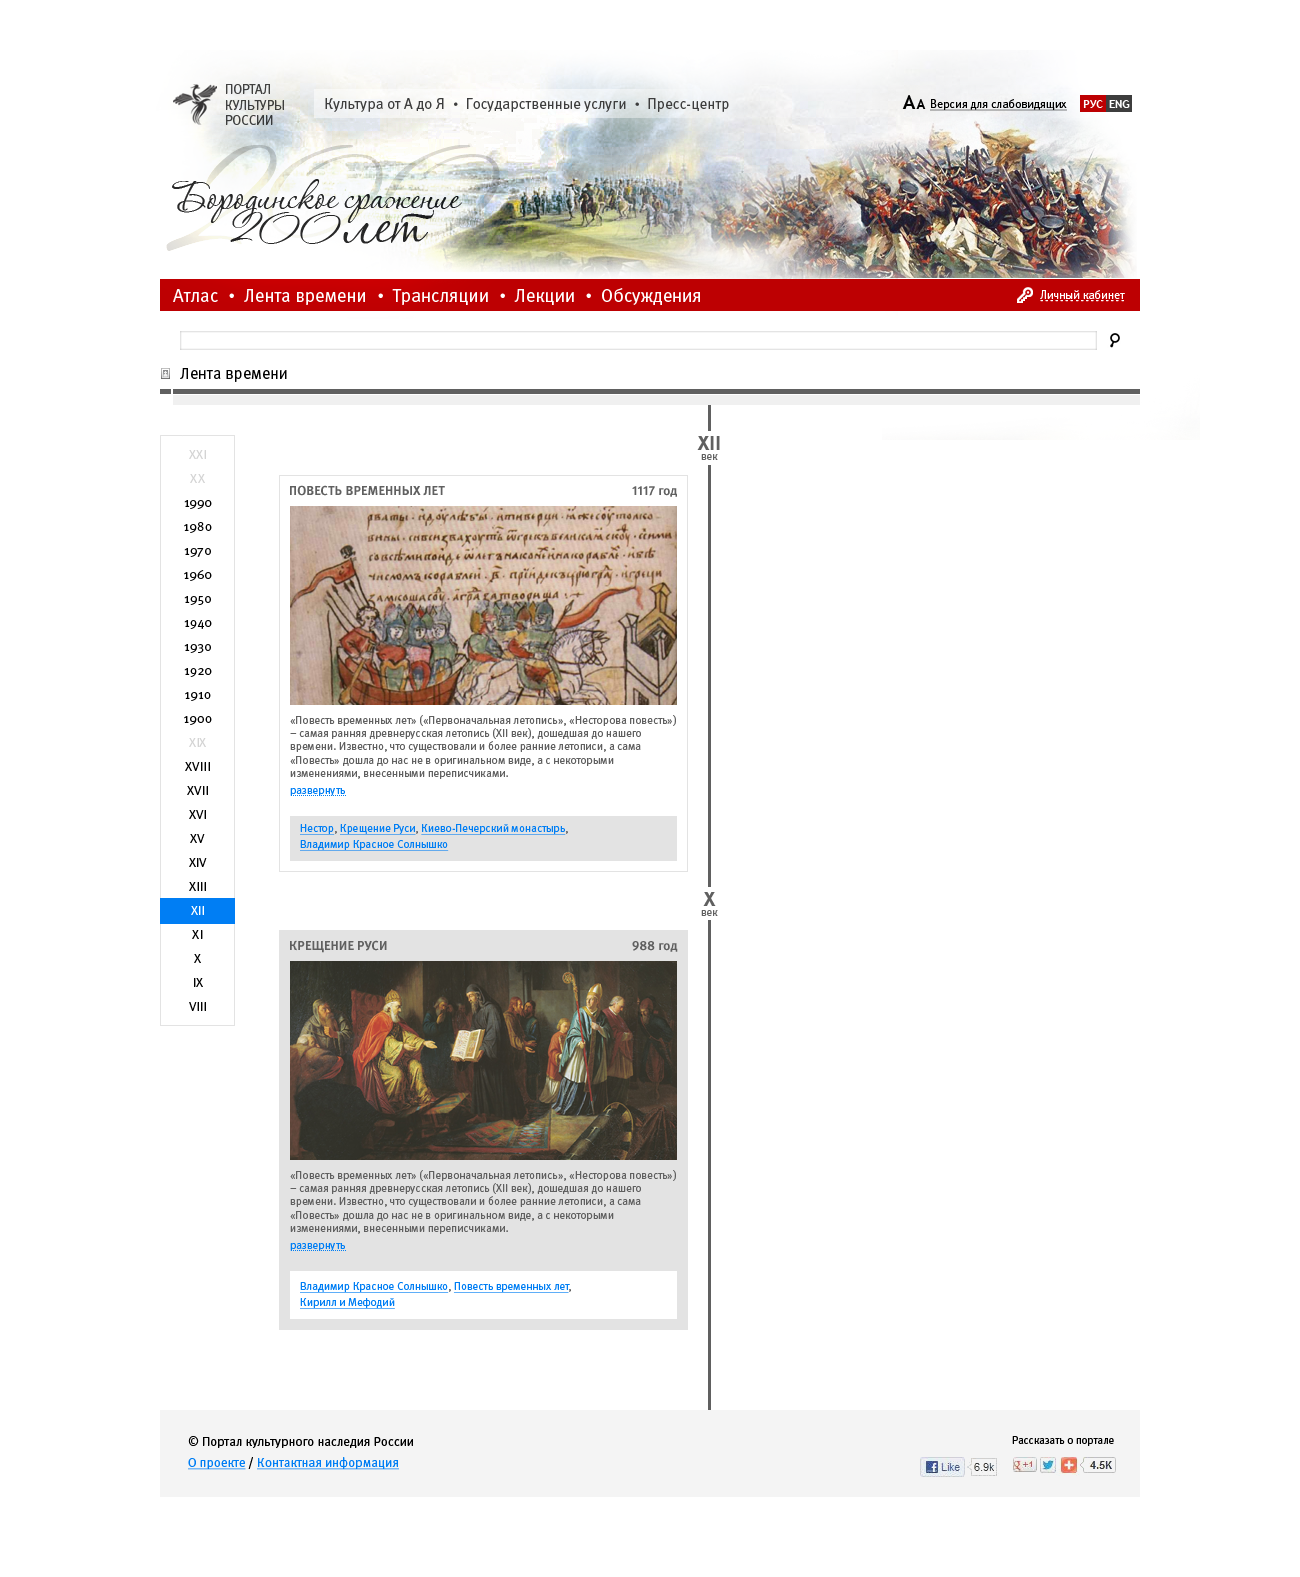 ПОРТАЛ
КУЛЬТУРЫ
РОССИИ
Культура от А до Я • Государственные услуги • Пресс-центр
АА Версия для слабовидящих
РУС ENG
Бородинское сражение
200 лет
Атлас • Лента времени • Трансляции • Лекции • Обсуждения
Личный кабинет
Лента времени
XXI
XX
1990
1980
1970
1960
1950
1940
1930
1920
1910
1900
XIX
XVIII
XVII
XVI
XV
XIV
XIII
XII
XI
X
IX
VIII
XII
век
ПОВЕСТЬ ВРЕМЕННЫХ ЛЕТ 1117 год
«Повесть временных лет» («Первоначальная летопись», «Несторова повесть»)
– самая ранняя древнерусская летопись (XII век), дошедшая до нашего
времени. Известно, что существовали и более ранние летописи, а сама
«Повесть» дошла до нас не в оригинальном виде, а с некоторыми
изменениями, внесенными переписчиками.
развернуть
Нестор, Крещение Руси, Киево-Печерский монастырь,
Владимир Красное Солнышко
X
век
КРЕЩЕНИЕ РУСИ 988 год
«Повесть временных лет» («Первоначальная летопись», «Несторова повесть»)
– самая ранняя древнерусская летопись (XII век), дошедшая до нашего
времени. Известно, что существовали и более ранние летописи, а сама
«Повесть» дошла до нас не в оригинальном виде, а с некоторыми
изменениями, внесенными переписчиками.
развернуть
Владимир Красное Солнышко, Повесть временных лет,
Кирилл и Мефодий
© Портал культурного наследия России
О проекте / Контактная информация
Рассказать о портале
Like 6.9k
g +1 4.5K